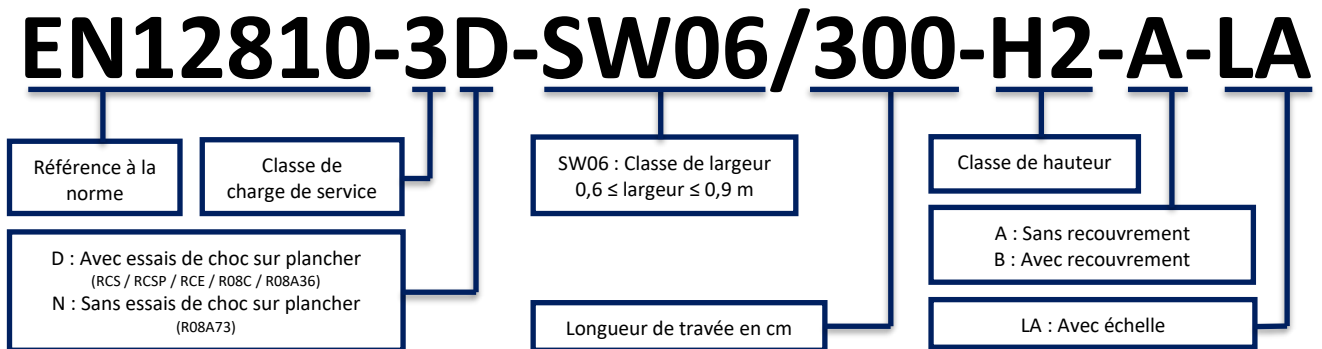 EN12810-3D-SW06/300-H2-A-LA
Référence à la
norme
Classe de
charge de service
SW06 : Classe de largeur
0,6 ≤ largeur ≤ 0,9 m
Classe de hauteur
D : Avec essais de choc sur plancher
(RCS / RCSP / RCE / R08C / R08A36)
N : Sans essais de choc sur plancher
(R08A73)
Longueur de travée en cm
A : Sans recouvrement
B : Avec recouvrement
LA : Avec échelle